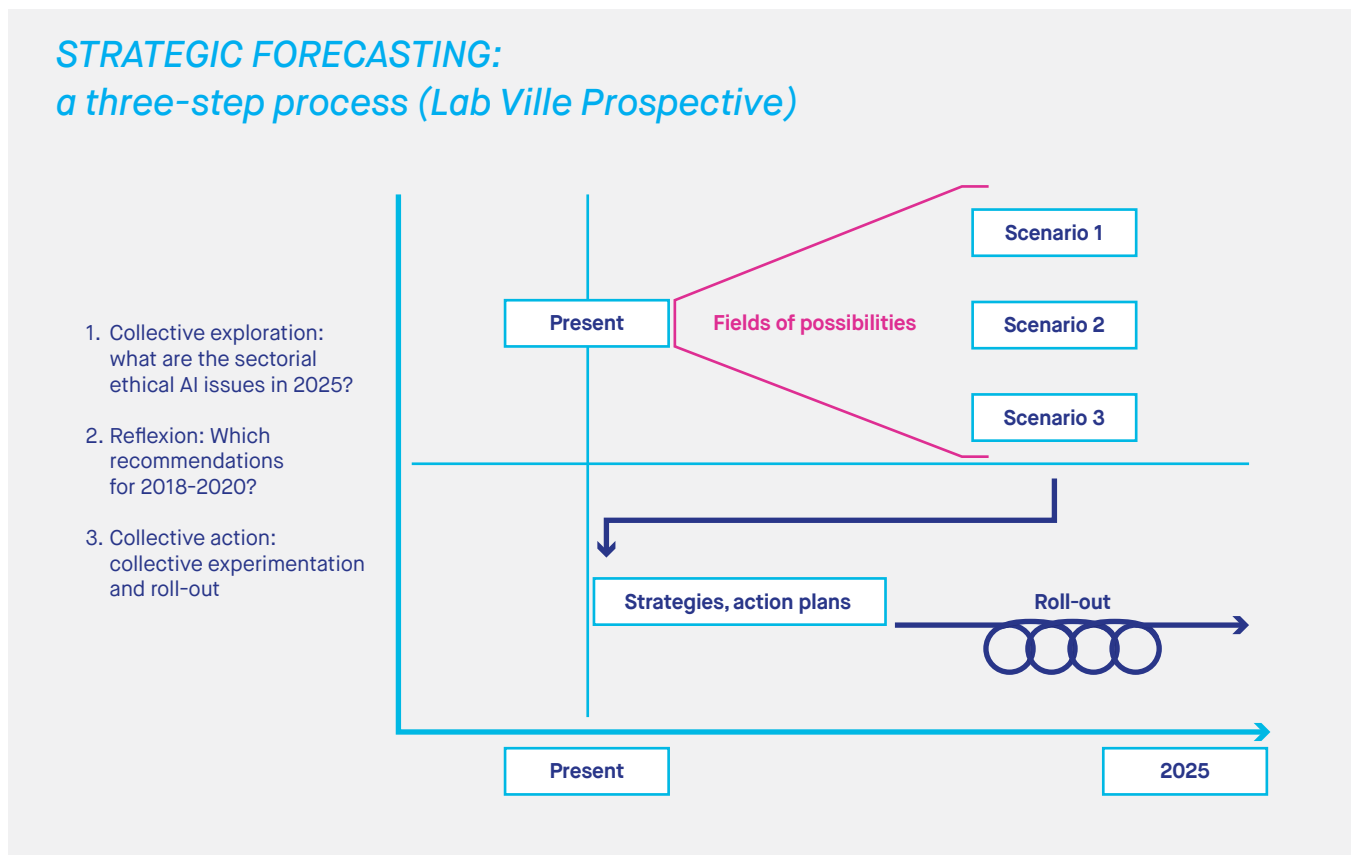 STRATEGIC FORECASTING:
a three-step process (Lab Ville Prospective)
1. Collective exploration:
what are the sectorial
ethical AI issues in 2025?
2. Reflexion: Which
recommendations
for 2018-2020?
3. Collective action:
collective experimentation
and roll-out
Present
Fields of possibilities
Scenario 1
Scenario 2
Scenario 3
Strategies, action plans
Roll-out
Present
2025